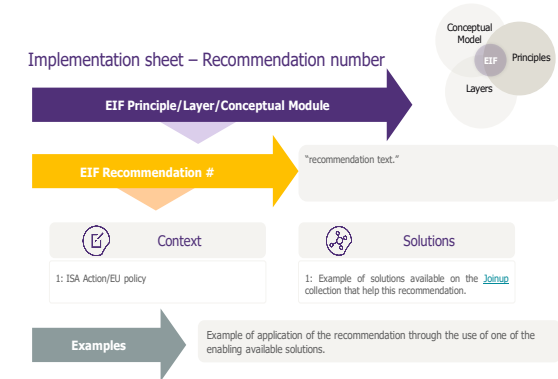 Conceptual
Model
EIF
Principles
Layers
Implementation sheet – Recommendation number
EIF Principle/Layer/Conceptual Module
EIF Recommendation #
"recommendation text."
Context
1: ISA Action/EU policy
Solutions
1: Example of solutions available on the Joinup
collection that help this recommendation.
Examples
Example of application of the recommendation through the use of one of the
enabling available solutions.